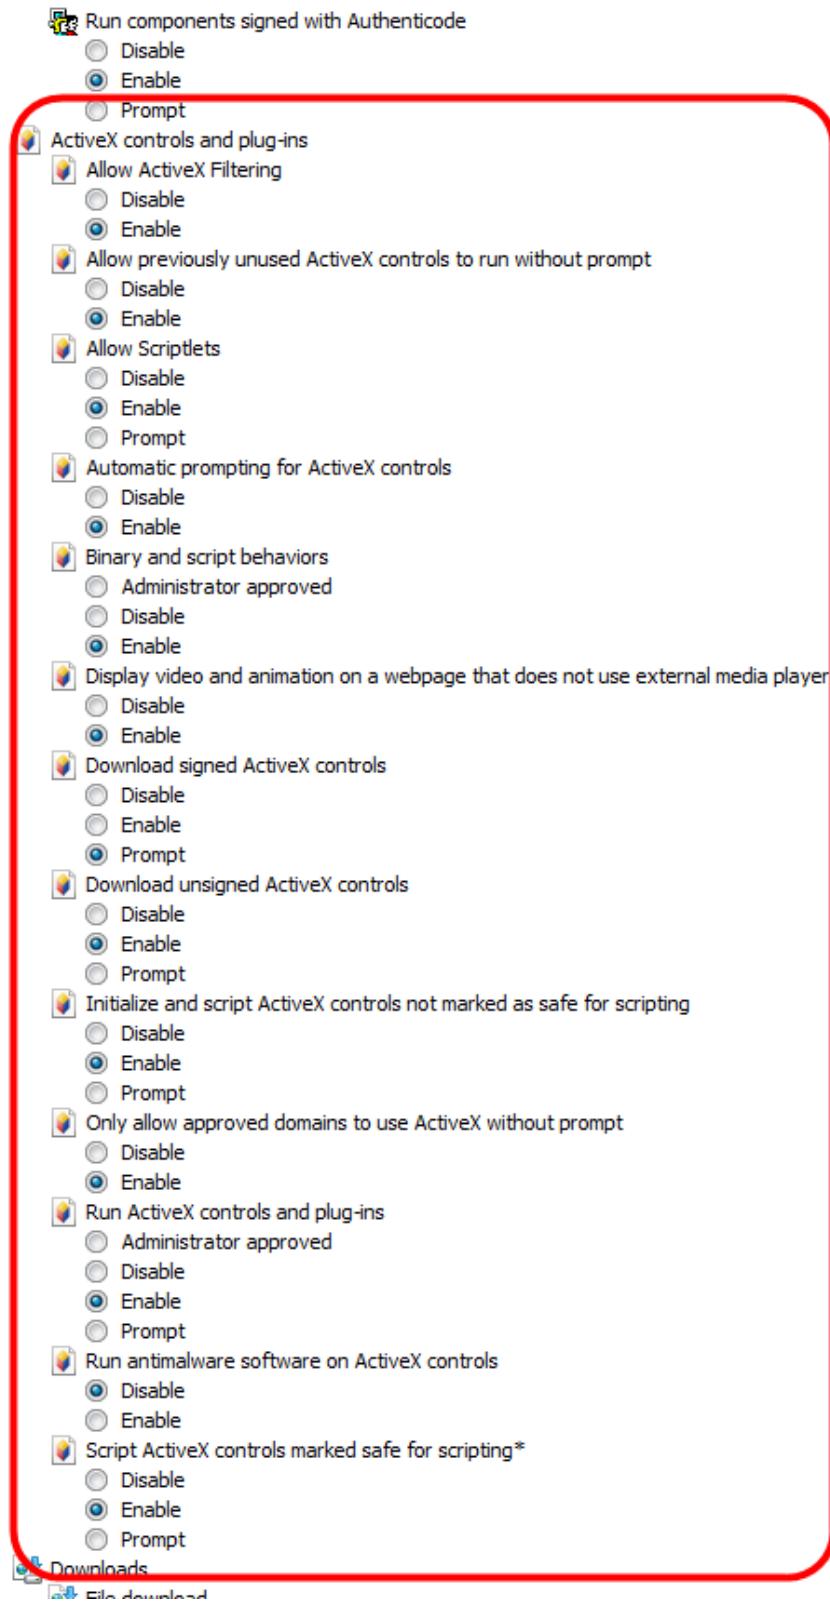 Run components signed with Authenticode
Disable
Enable
Prompt
ActiveX controls and plug-ins
Allow ActiveX Filtering
Disable
Enable
Allow previously unused ActiveX controls to run without prompt
Disable
Enable
Allow Scriptlets
Disable
Enable
Prompt
Automatic prompting for ActiveX controls
Disable
Enable
Binary and script behaviors
Administrator approved
Disable
Enable
Display video and animation on a webpage that does not use external media player
Disable
Enable
Download signed ActiveX controls
Disable
Enable
Prompt
Download unsigned ActiveX controls
Disable
Enable
Prompt
Initialize and script ActiveX controls not marked as safe for scripting
Disable
Enable
Prompt
Only allow approved domains to use ActiveX without prompt
Disable
Enable
Run ActiveX controls and plug-ins
Administrator approved
Disable
Enable
Prompt
Run antimalware software on ActiveX controls
Disable
Enable
Script ActiveX controls marked safe for scripting*
Disable
Enable
Prompt
Downloads
File download